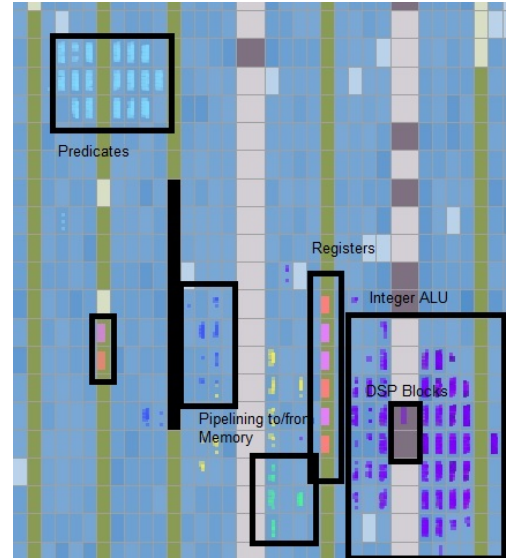 Predicates
Registers
Integer ALU
DSP Blocks
Pipelining to/from
Memory